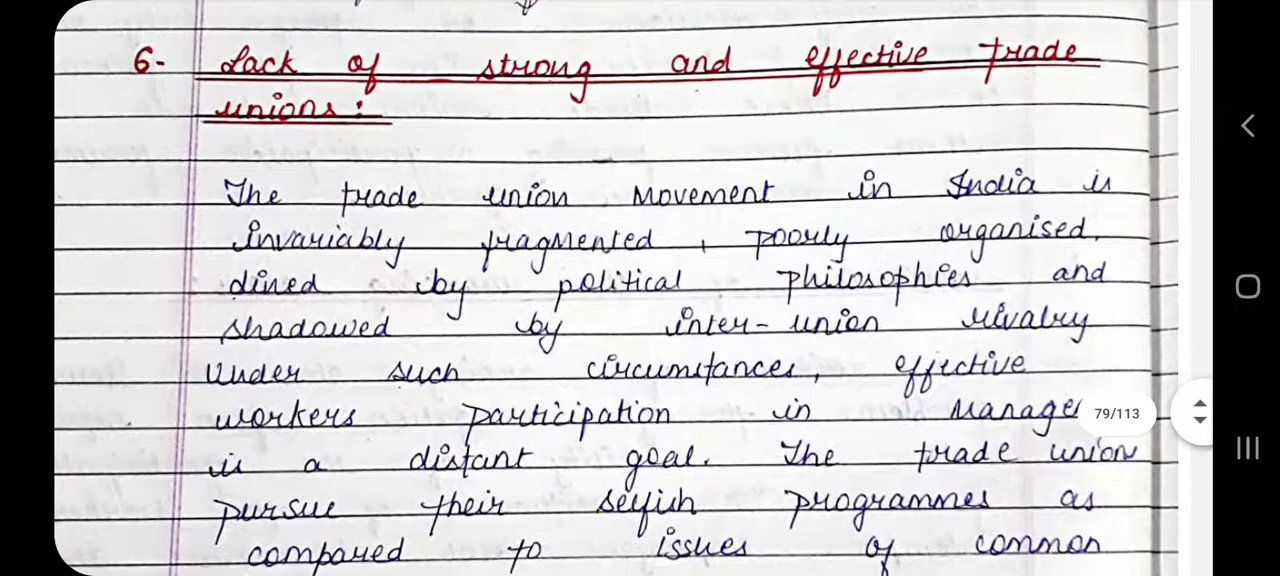 6- Lack of strong and effective trade
unions:
The trade union movement in India is
invariably fragmented, poorly organised,
dined by political philosophies and
shadowed by inter-union rivalry
Under such circumstances, effective
workers participation in Manage
79/113
is a distant goal. The trade union
pursue their selfish programmes as
compared to issues of common